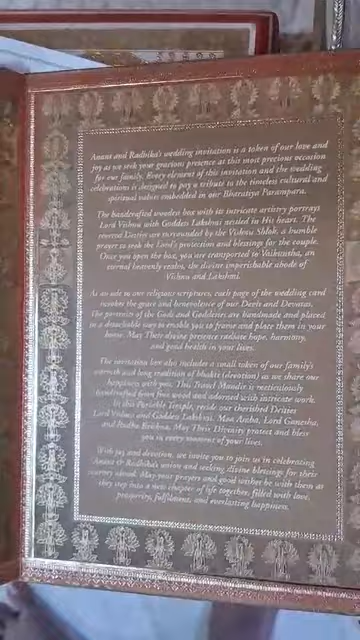 Anant and Radhika's wedding invitation is a token of our love and
joy as we seek your gracious presence at this most precious occasion
for our family. Every element of this invitation and the wedding
celebrations is designed to pay a tribute to the timeless cultural and
spiritual values embedded in our Bharatiya Parampara.
The handcrafted wooden box with its intricate artistry portrays
Lord Vishnu with Goddess Lakshmi nestled in His heart. The
revered Deities are surrounded by the Vishnu Shlok, a humble
prayer to seek the Lord's protection and blessings for the couple.
Once you open the box, you are transported to Vaikuntha, an
eternal heavenly realm, the divine imperishable abode of
Vishnu and Lakshmi.
As an ode to our religious scriptures, each page of the wedding card
the grace and benevolence of our Devis and Devatas.
The portraits of the Gods and Goddesses are handmade and placed
in a detachable way to enable you to frame and place them in your
home. May Their divine presence radiate hope, harmony,
and good health in your lives.
The invitation box also includes a small token of our family's
warmth and long tradition of bhakti (devotion) as we share our
happiness with you. This Travel Mandir is meticulously
handcrafted from fine wood and adorned with intricate work.
In this portable Temple, reside our cherished Deities
Lord Vishnu and Goddess Lakshmi, Maa Amba, Lord Ganesha,
and Radha Krishna. May This Divinity protect and bless
you in every moment of your lives.
With joy and devotion, we invite you to join us in celebrating
Anant & Radhika's union and seeking divine blessings for their
journey ahead. May your prayers and good wishes be with them as
they step into a new chapter of life together, filled with love,
prosperity, fulfilment, and everlasting happiness.